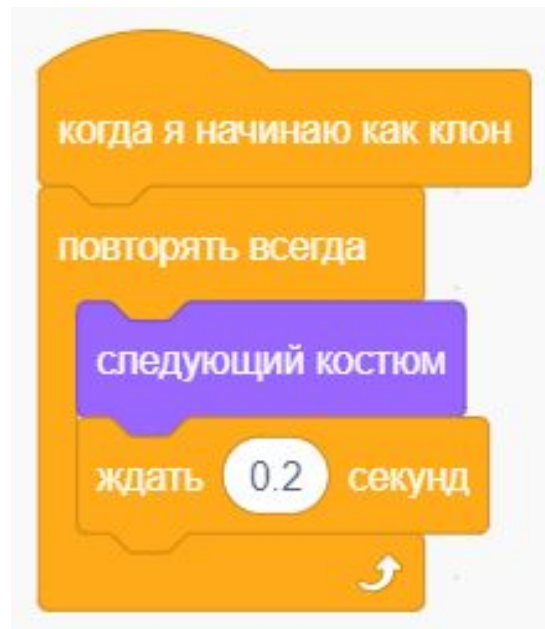 когда я начинаю как клон
повторять всегда
следующий костюм
ждать 0.2 секунд